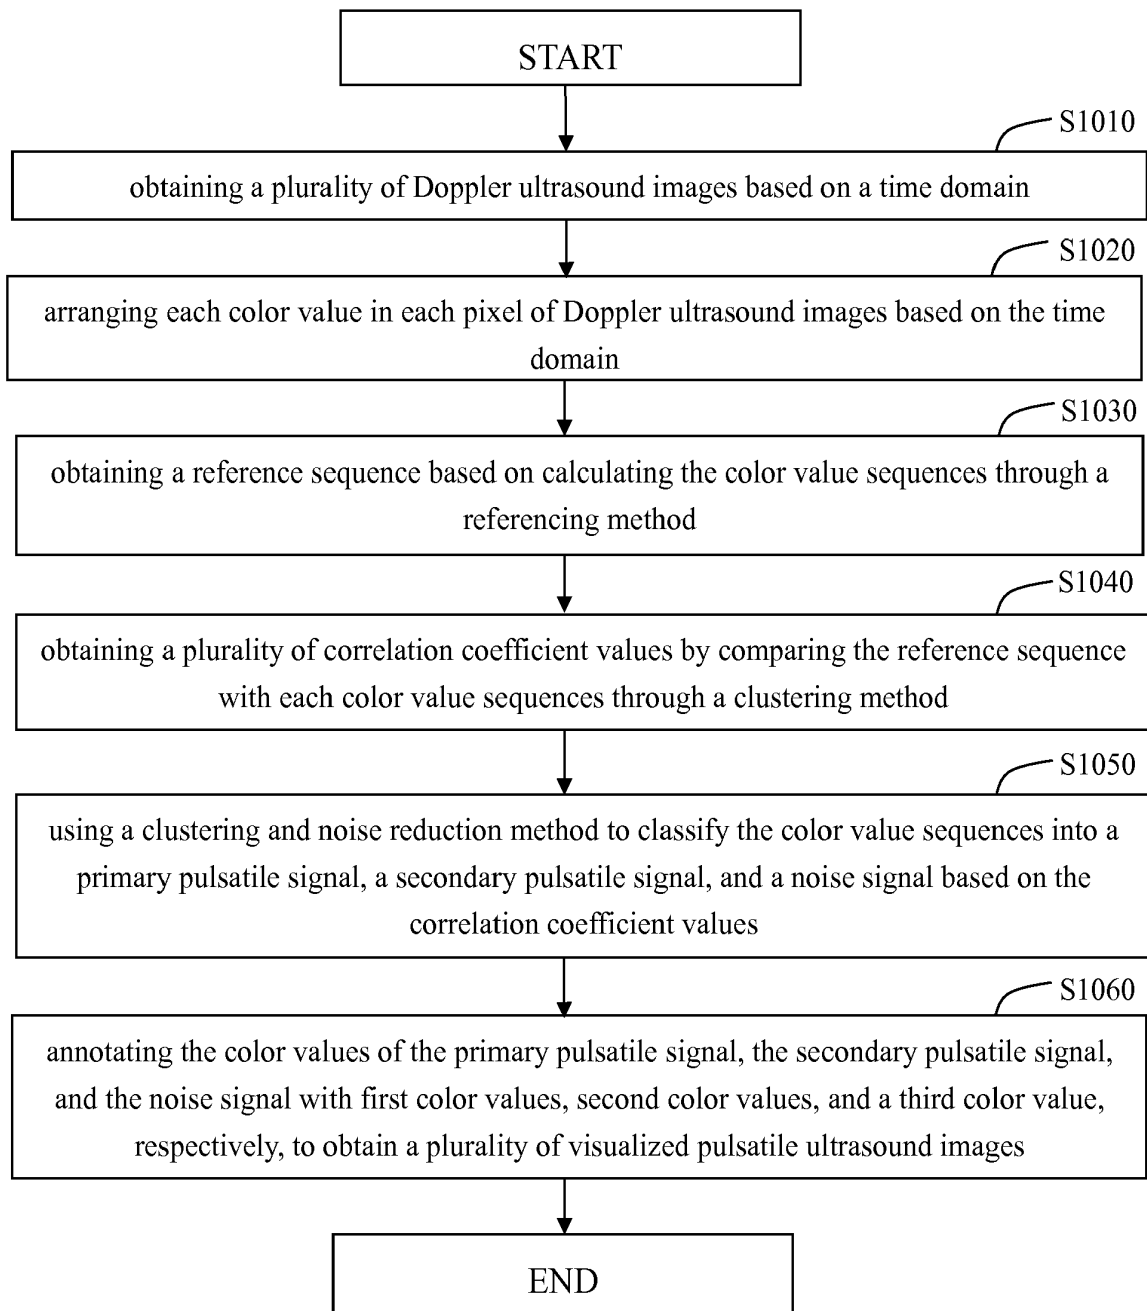 START
S1010
obtaining a plurality of Doppler ultrasound images based on a time domain
S1020
arranging each color value in each pixel of Doppler ultrasound images based on the time
domain
S1030
obtaining a reference sequence based on calculating the color value sequences through a
referencing method
S1040
obtaining a plurality of correlation coefficient values by comparing the reference sequence
with each color value sequences through a clustering method
S1050
using a clustering and noise reduction method to classify the color value sequences into a
primary pulsatile signal, a secondary pulsatile signal, and a noise signal based on the
correlation coefficient values
S1060
annotating the color values of the primary pulsatile signal, the secondary pulsatile signal,
and the noise signal with first color values, second color values, and a third color value,
respectively, to obtain a plurality of visualized pulsatile ultrasound images
END